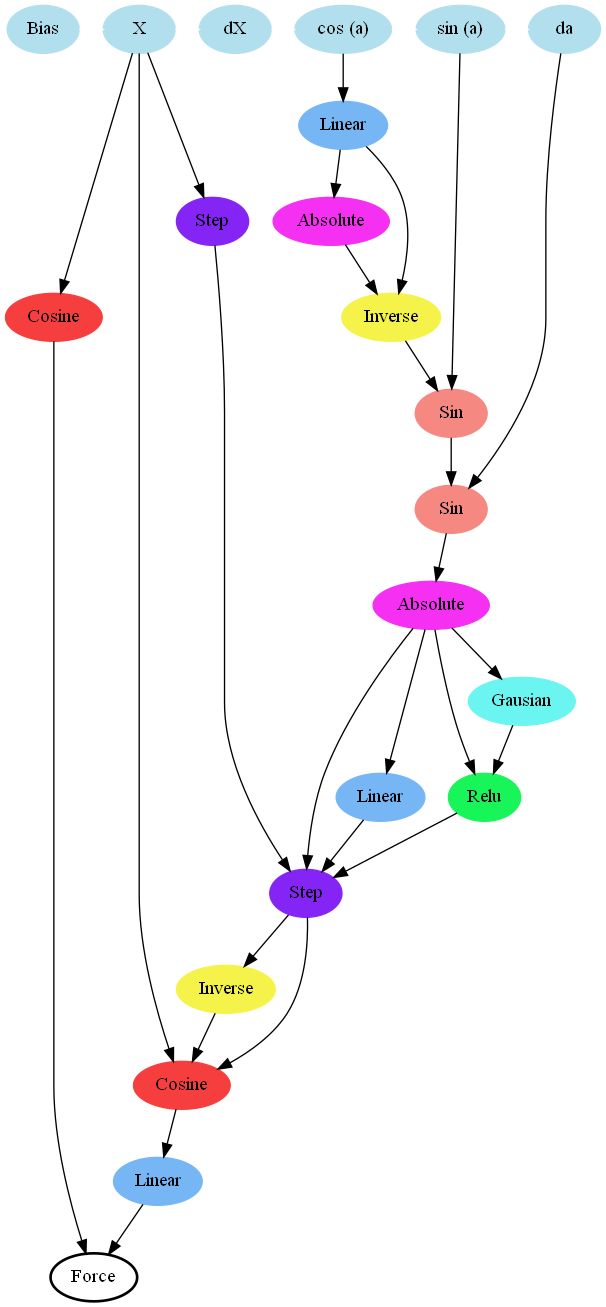 Bias X dX cos (a) sin (a) da
Linear
Step Absolute
Cosine Inverse
Sin
Sin
Absolute
Gausian
Linear Relu
Step
Inverse
Cosine
Linear
Force